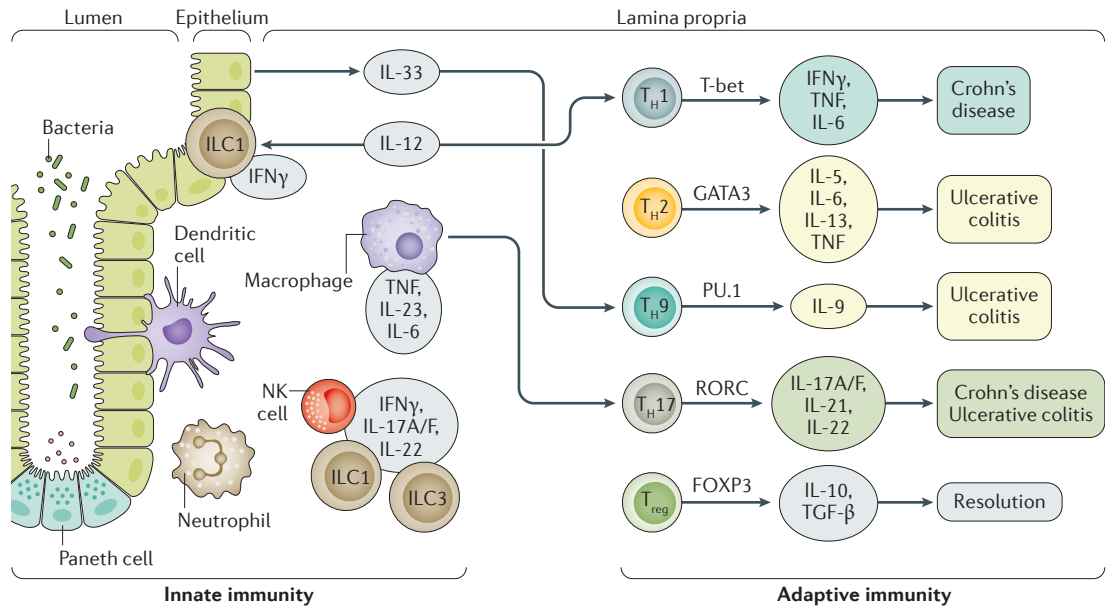 Lumen
Epithelium
Lamina propria
Bacteria
ILC1
IFNγ
IL-33
IL-12
Dendritic
cell
Macrophage
TNF,
IL-23,
IL-6
NK
cell
IFNγ,
IL-17A/F,
IL-22
ILC1
ILC3
Neutrophil
Paneth cell
TH1
T-bet
IFNγ,
TNF,
IL-6
Crohn's
disease
TH2
GATA3
IL-5,
IL-6,
IL-13,
TNF
Ulcerative
colitis
TH9
PU.1
IL-9
Ulcerative
colitis
TH17
RORC
IL-17A/F,
IL-21,
IL-22
Crohn's disease
Ulcerative colitis
Treg
FOXP3
IL-10,
TGF-β
Resolution
Innate immunity
Adaptive immunity